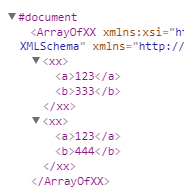 ▼#document
<ArrayOfXX xmlns:xsi="h
XMLSchema" xmlns="http:/
▼<xx>
<a>123</a>
<b>333</b>
</xx>
▼<xx>
<a>123</a>
<b>444</b>
</xx>
</ArrayOfXX>